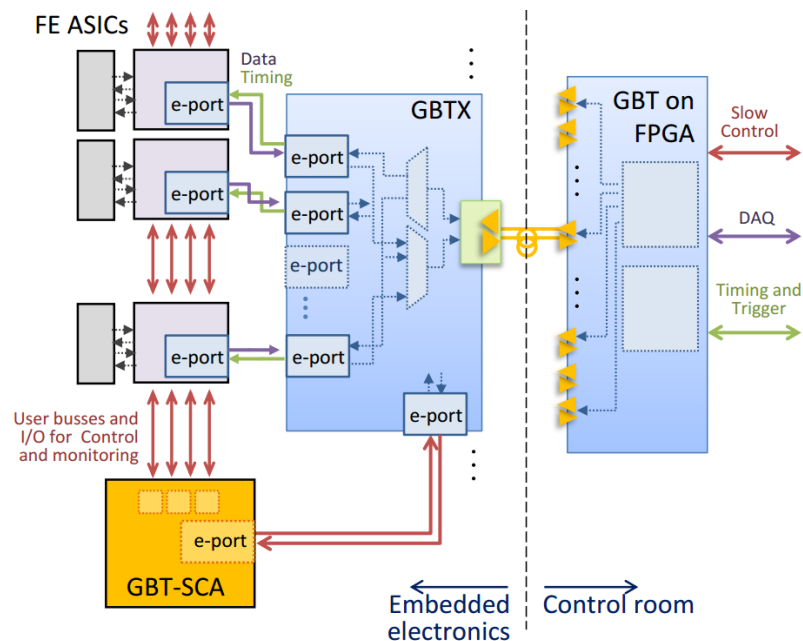 FE ASICs
Data
Timing
GBTX
GBT on
FPGA
Slow
Control
DAQ
Timing and
Trigger
e-port
e-port
e-port
e-port
e-port
e-port
e-port
e-port
User busses and
I/O for Control
and monitoring
e-port
GBT-SCA
Embedded
electronics
Control room